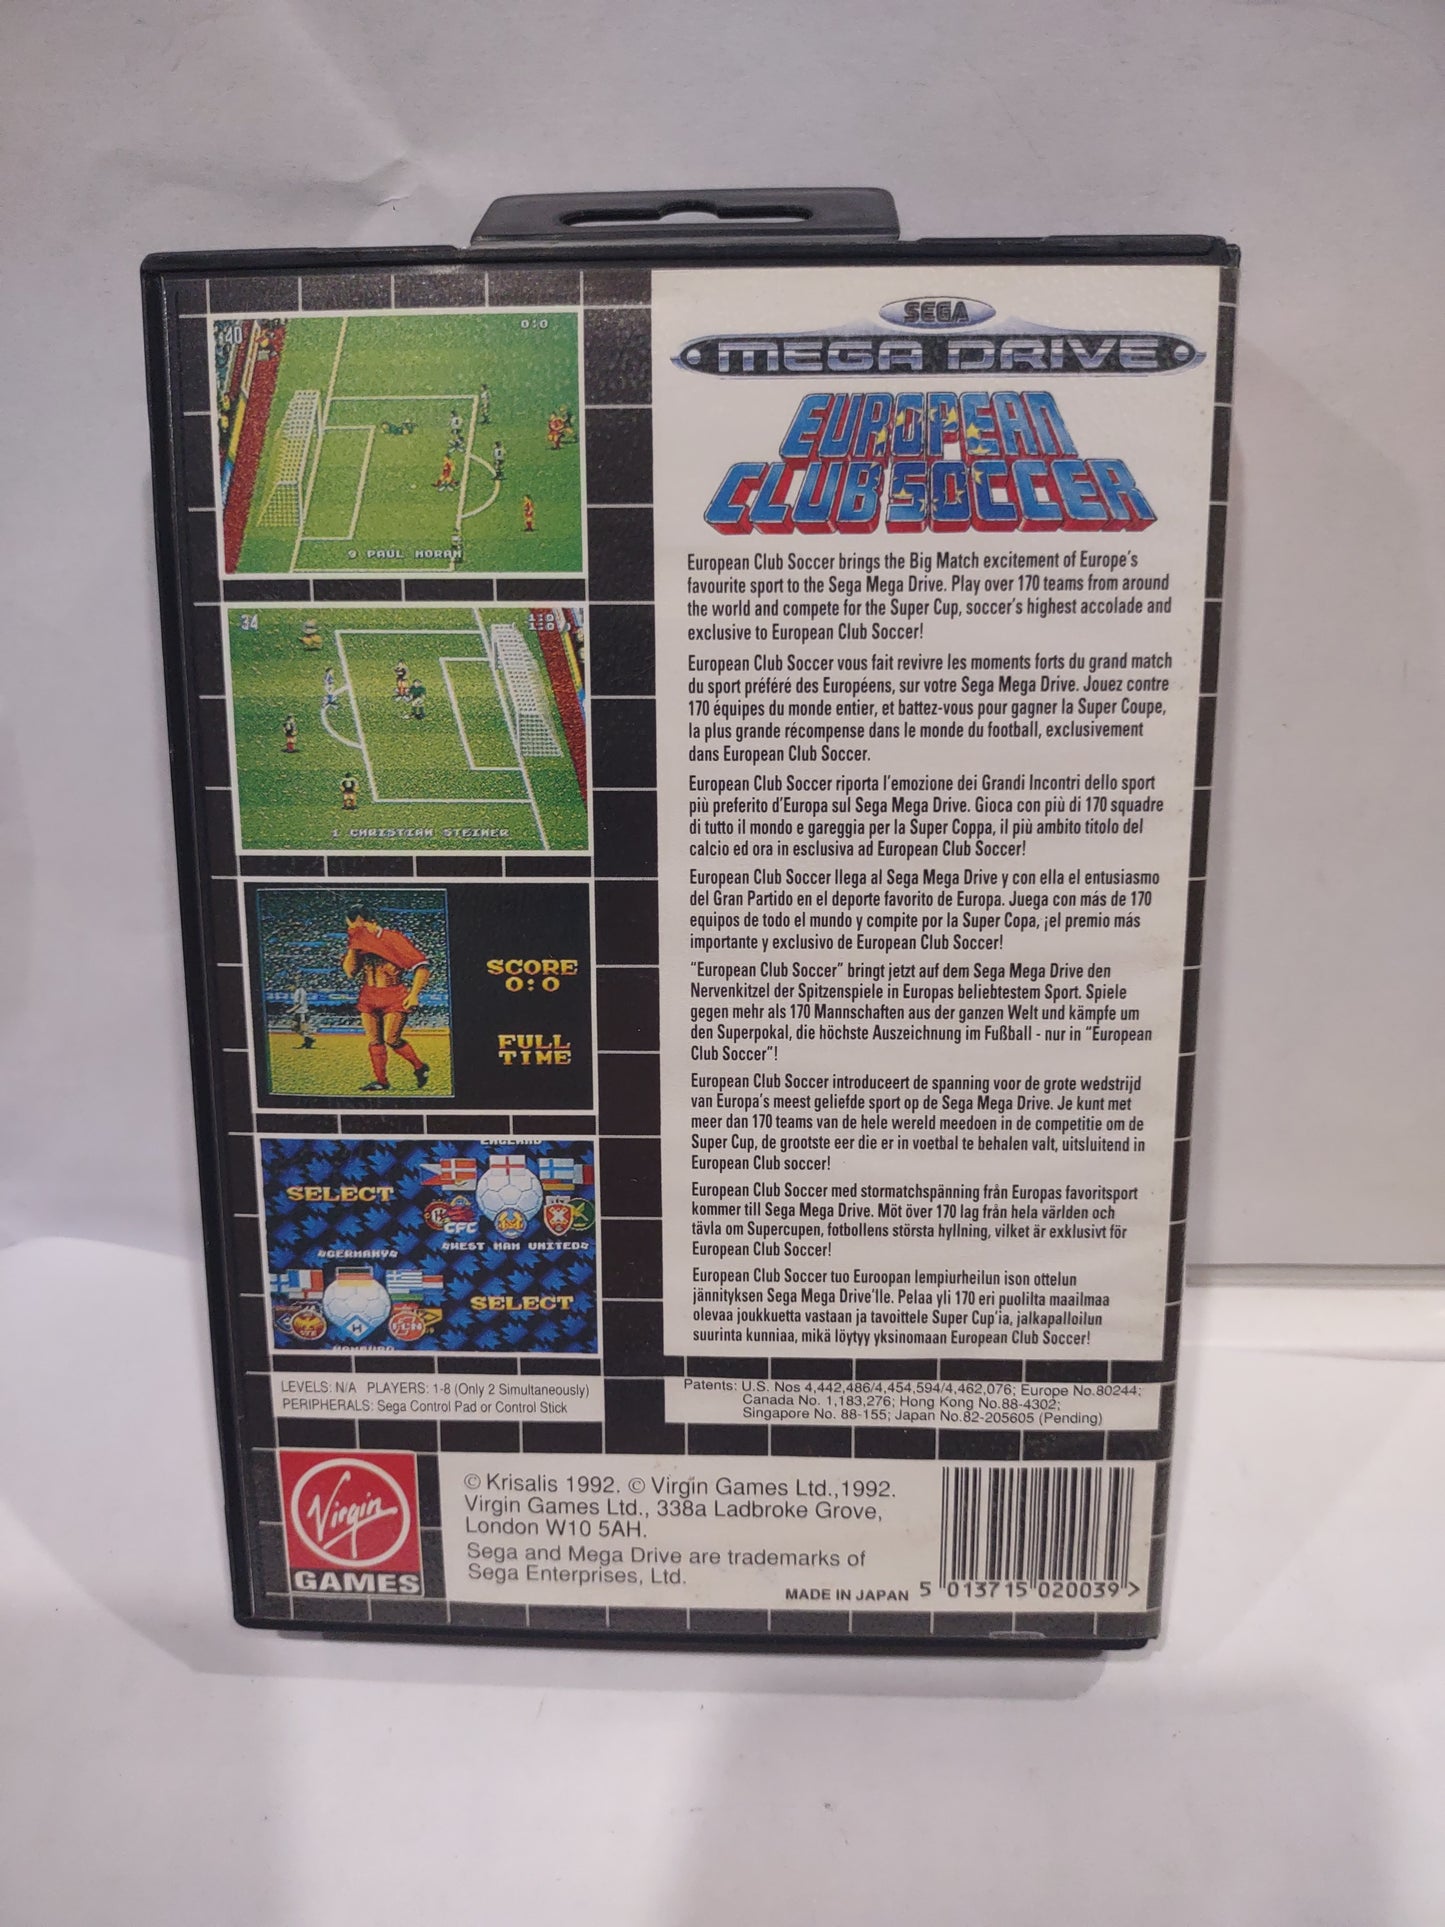 SEGA
MEGA DRIVE
EUROPEAN
CLUB SOCCER
European Club Soccer brings the Big Match excitement of Europe's
favourite sport to the Sega Mega Drive. Play over 170 teams from around
the world and compete for the Super Cup, soccer's highest accolade and
exclusive to European Club Soccer!
European Club Soccer vous fait revivre les moments forts du grand match
du sport préféré des Européens, sur votre Sega Mega Drive. Jouez contre
170 équipes du monde entier, et battez-vous pour gagner la Super Coupe,
la plus grande récompense dans le monde du football, exclusivement
dans European Club Soccer.
European Club Soccer riporta l'emozione dei Grandi Incontri dello sport
più preferito d'Europa sul Sega Mega Drive. Gioca con più di 170 squadre
di tutto il mondo e gareggia per la Super Coppa, il più ambito titolo del
calcio ed ora in esclusiva ad European Club Soccer!
European Club Soccer llega al Sega Mega Drive y con ella el entusiasmo
del Gran Partido en el deporte favorito de Europa. Juega con más de 170
equipos de todo el mundo y compite por la Super Copa, ¡el premio más
importante y exclusivo de European Club Soccer!
"European Club Soccer" bringt jetzt auf dem Sega Mega Drive den
Nervenkitzel der Spitzenspiele in Europas beliebtestem Sport. Spiele
gegen mehr als 170 Mannschaften aus der ganzen Welt und kämpfe um
den Superpokal, die höchste Auszeichnung im Fußball - nur in "European
Club Soccer"!
European Club Soccer introduceert de spanning voor de grote wedstrijd
van Europa's meest geliefde sport op de Sega Mega Drive. Je kunt met
meer dan 170 teams van de hele wereld meedoen in de competitie om de
Super Cup, de grootste eer die er in voetbal te behalen valt, uitsluitend in
European Club soccer!
European Club Soccer med stormatchspänning från Europas favoritsport
kommer till Sega Mega Drive. Möt över 170 lag från hela världen och
tävla om Supercupen, fotbollens största hyllning, vilket är exklusivt för
European Club Soccer!
European Club Soccer tuo Euroopan lempiurheilun ison ottelun
jännityksen Sega Mega Drive'lle. Pelaa yli 170 eri puolilta maailmaa
olevaa joukkuetta vastaan ja tavoittele Super Cup'ia, jalkapalloilun
suurinta kunniaa, mikä löytyy yksinomaan European Club Soccer!
40
0:0
9 PAUL MORAN
34
1:0
1:0
1 CHRISTIAN STEINER
SCORE
0:0
FULL
TIME
ENGLAND
SELECT
CFC
WEST HAM UNITED
GERMANY
SELECT
H
FCN
HAMBURG
LEVELS: N/A PLAYERS: 1-8 (Only 2 Simultaneously)
PERIPHERALS: Sega Control Pad or Control Stick
Patents: U.S. Nos 4,442,486/4,454,594/4,462,076; Europe No.80244;
Canada No. 1,183,276; Hong Kong No.88-4302;
Singapore No. 88-155; Japan No.82-205605 (Pending)
Virgin
GAMES
© Krisalis 1992. © Virgin Games Ltd.,1992.
Virgin Games Ltd., 338a Ladbroke Grove,
London W10 5AH.
Sega and Mega Drive are trademarks of
Sega Enterprises, Ltd.
MADE IN JAPAN
5 013715 020039 >